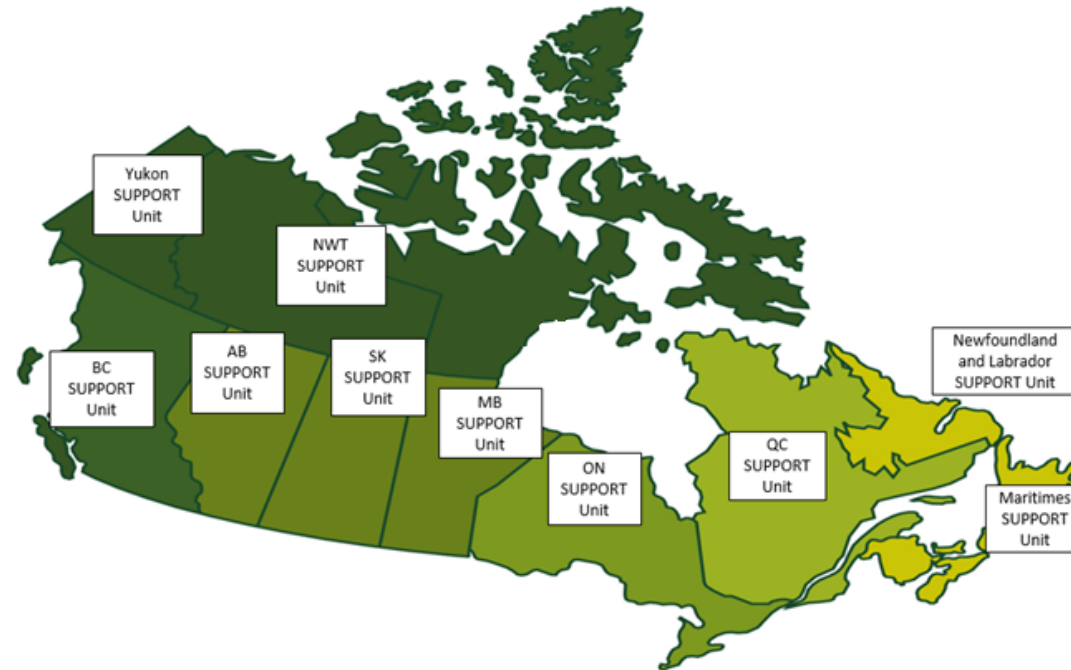 Yukon
SUPPORT
Unit
NWT
SUPPORT
Unit
BC
SUPPORT
Unit
AB
SUPPORT
Unit
SK
SUPPORT
Unit
MB
SUPPORT
Unit
ON
SUPPORT
Unit
QC
SUPPORT
Unit
Newfoundland
and Labrador
SUPPORT Unit
Maritimes
SUPPORT
Unit